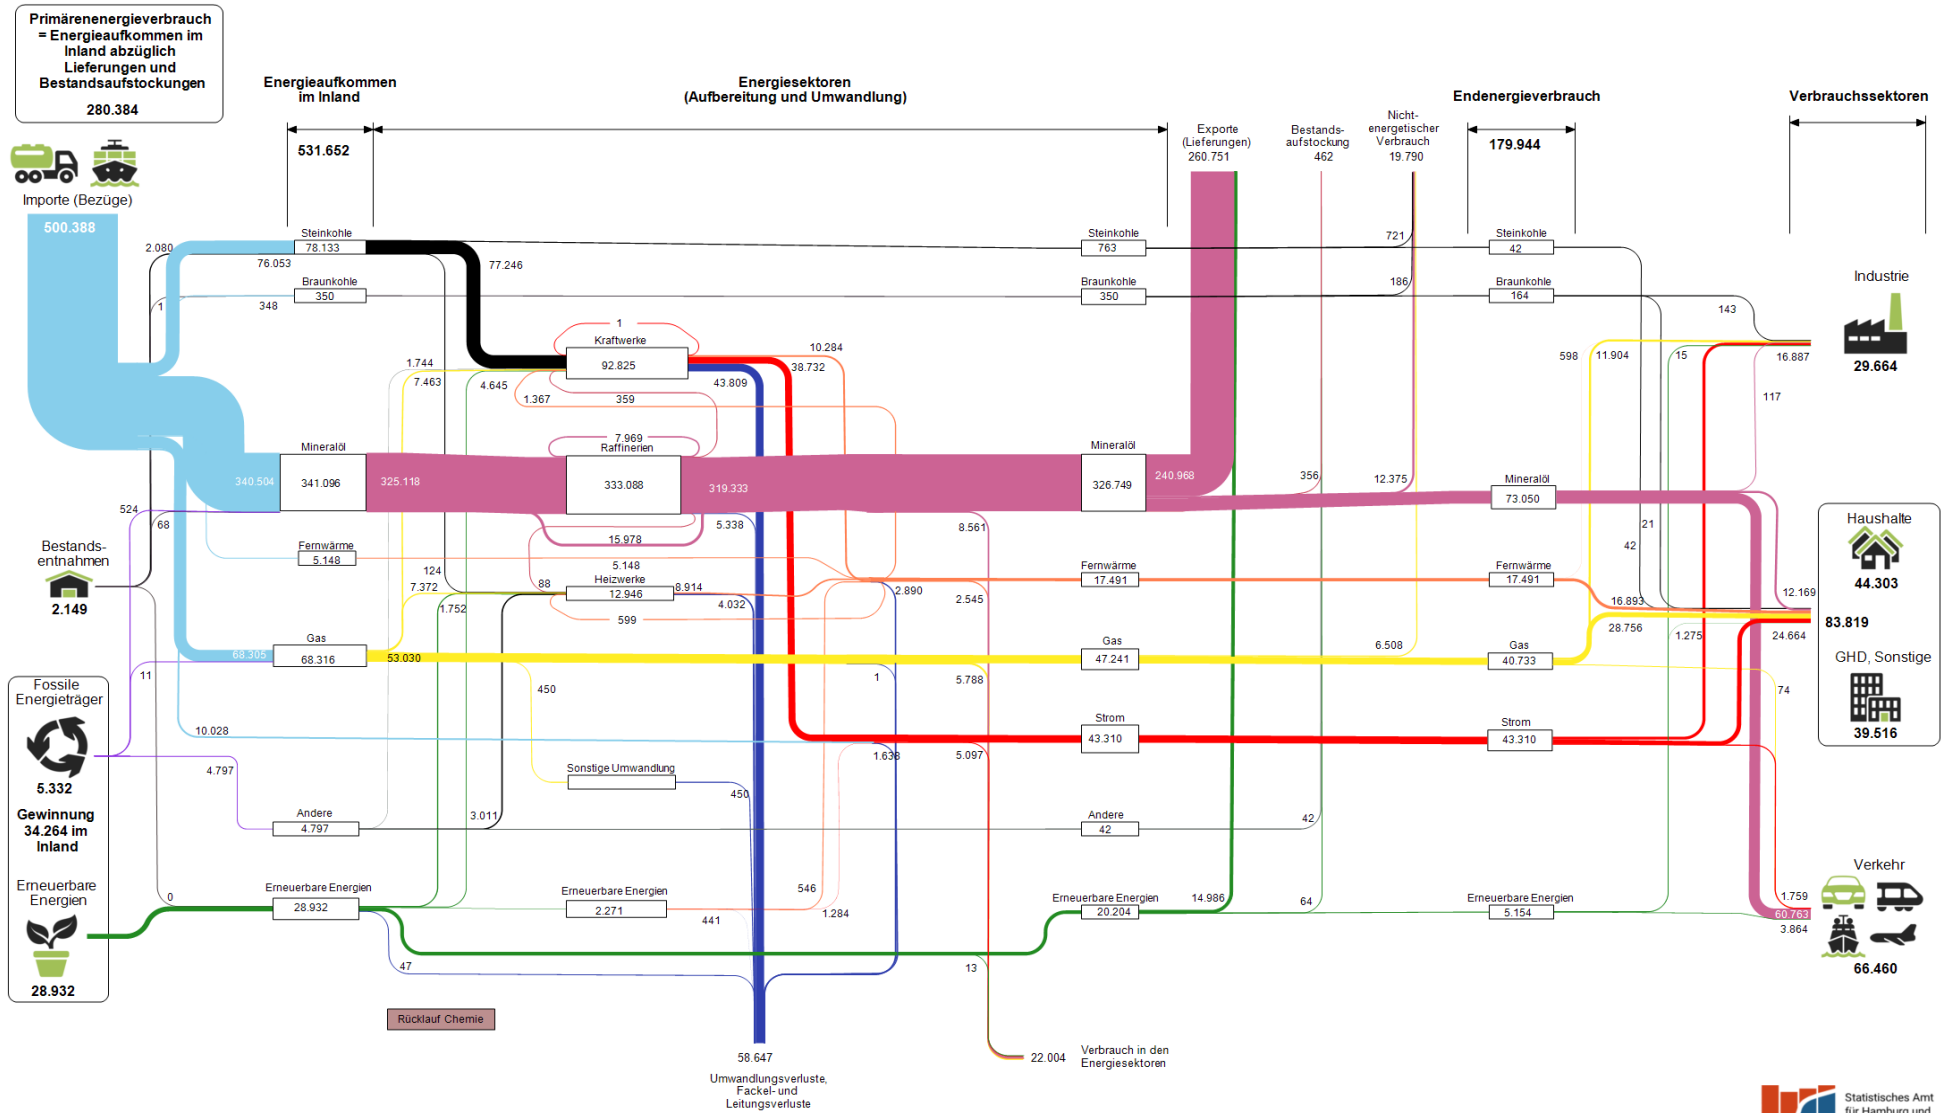 Primärenenergieverbrauch
= Energieaufkommen im
Inland abzüglich
Lieferungen und
Bestandsaufstockungen
280.384
Energieaufkommen
im Inland
531.652
Energiesektoren
(Aufbereitung und Umwandlung)
Endenergieverbrauch
179.944
Verbrauchssektoren
Exporte
(Lieferungen)
260.751
Bestands-
aufstockung
462
Nicht-
energetischer
Verbrauch
19.790
Importe (Bezüge)
500.388
2.080
76.053
Steinkohle
78.133
77.246
Steinkohle
763
721
Steinkohle
42
1
348
Braunkohle
350
Braunkohle
350
186
Braunkohle
164
143
Industrie
29.664
1
Kraftwerke
92.825
1.744
7.463
4.645
1.367
359
10.284
38.732
43.809
598
11.904
15
16.887
117
340.504
Mineralöl
341.096
325.118
7.969
Raffinerien
333.088
319.333
5.338
15.978
Mineralöl
326.749
240.968
356
12.375
Mineralöl
73.050
8.561
524
68
Bestands-
entnahmen
2.149
Fernwärme
5.148
5.148
124
7.372
1.752
88
Heizwerke
12.946
8.914
4.032
599
2.890
2.545
Fernwärme
17.491
Fernwärme
17.491
21
42
16.893
28.756
1.275
12.169
24.664
Haushalte
44.303
83.819
GHD, Sonstige
39.516
68.305
Gas
68.316
53.030
450
1
5.788
Gas
47.241
6.508
Gas
40.733
74
11
Fossile
Energieträger
5.332
4.797
10.028
1.638
5.097
Strom
43.310
Strom
43.310
Sonstige Umwandlung
450
Gewinnung
34.264 im
Inland
Andere
4.797
3.011
Andere
42
42
Erneuerbare
Energien
28.932
0
Erneuerbare Energien
28.932
47
Erneuerbare Energien
2.271
441
546
1.284
13
Erneuerbare Energien
20.204
14.986
64
Erneuerbare Energien
5.154
Verkehr
1.759
60.763
3.864
66.460
Rücklauf Chemie
58.647
Umwandlungsverluste,
Fackel- und
Leitungsverluste
22.004
Verbrauch in den
Energiesektoren
Statistisches Amt
für Hamburg und